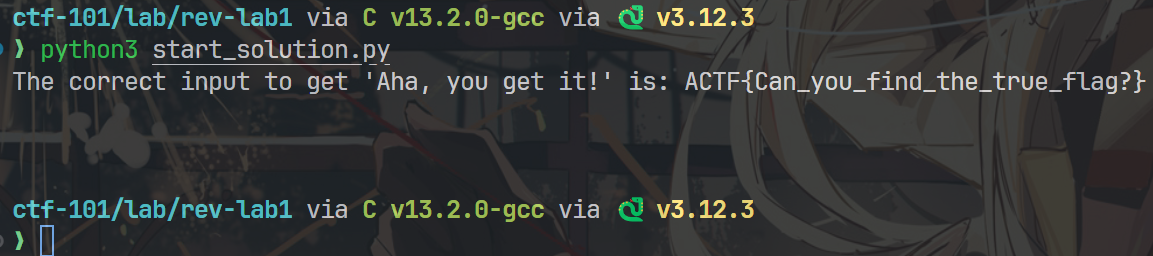 ctf-101/lab/rev-lab1 via C v13.2.0-gcc via v3.12.3
❱ python3 start_solution.py
The correct input to get 'Aha, you get it!' is: ACTF{Can_you_find_the_true_flag?}
ctf-101/lab/rev-lab1 via C v13.2.0-gcc via v3.12.3
❱